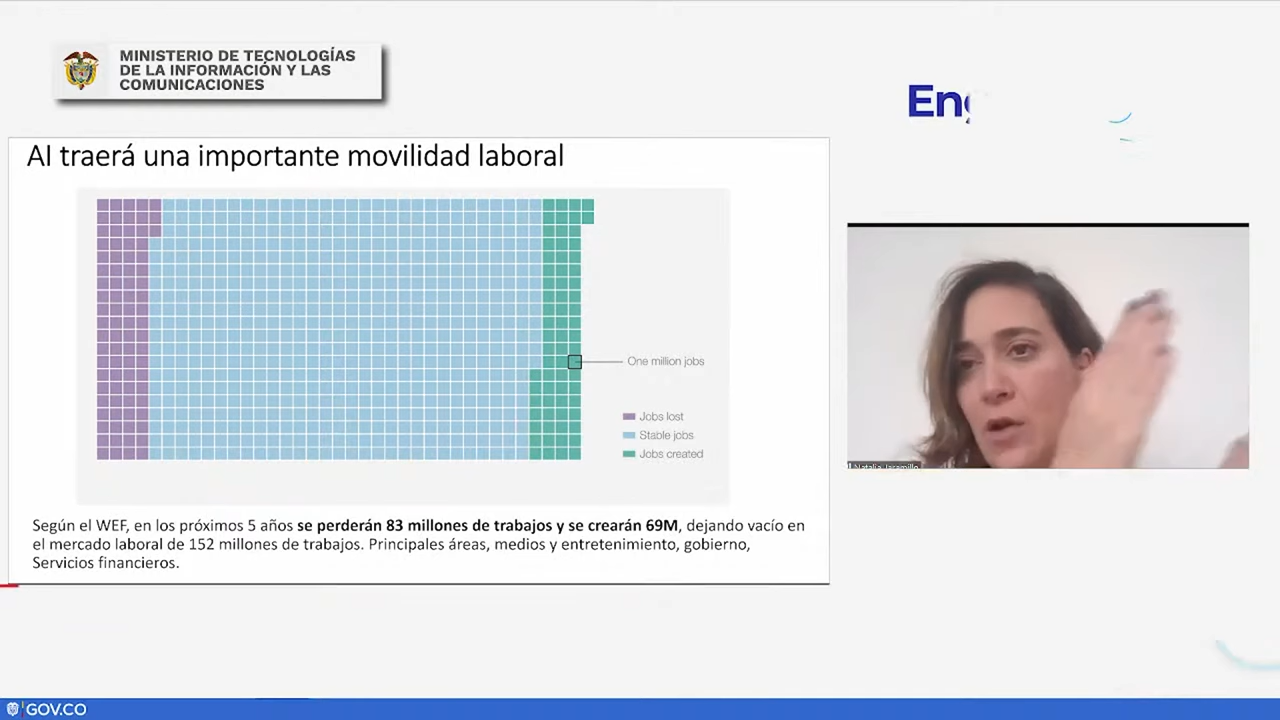 MINISTERIO DE TECNOLOGÍAS
DE LA INFORMACIÓN Y LAS
COMUNICACIONES
Eng
AI traerá una importante movilidad laboral
One million jobs
Jobs lost
Stable jobs
Jobs created
Según el WEF, en los próximos 5 años se perderán 83 millones de trabajos y se crearán 69M, dejando vacío en
el mercado laboral de 152 millones de trabajos. Principales áreas, medios y entretenimiento, gobierno,
Servicios financieros.
Natalia Jaramillo
GOV.CO